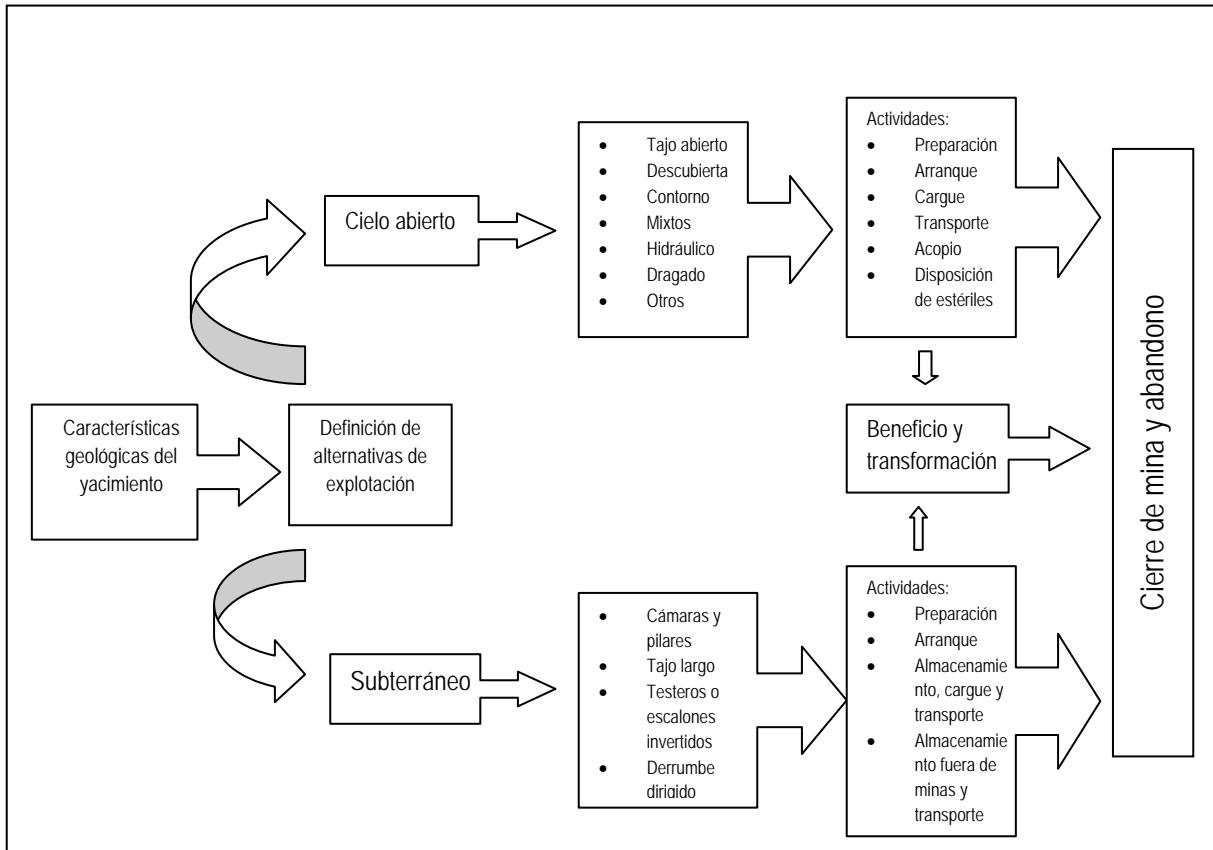 Características
geológicas del
yacimiento
Definición de
alternativas de
explotación
Cielo abierto
• Tajo abierto
• Descubierta
• Contorno
• Mixtos
• Hidráulico
• Dragado
• Otros
Actividades:
• Preparación
• Arranque
• Cargue
• Transporte
• Acopio
• Disposición
de estériles
Beneficio y
transformación
Subterráneo
• Cámaras y
pilares
• Tajo largo
• Testeros o
escalones
invertidos
• Derrumbe
dirigido
Actividades:
• Preparación
• Arranque
• Almacenamie
nto, cargue y
transporte
• Almacenamie
nto fuera de
minas y
transporte
Cierre de mina y abandono